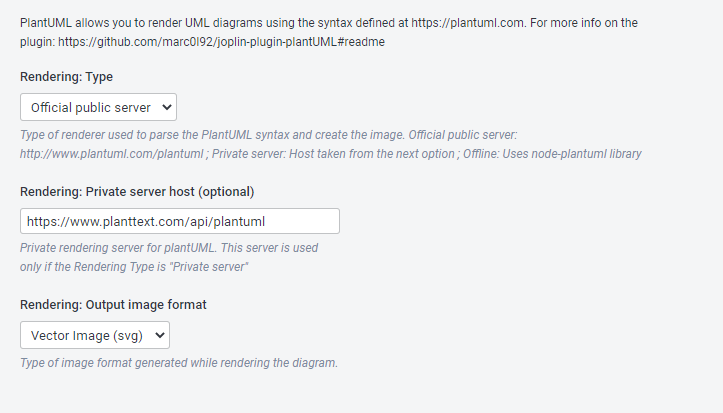 PlantUML allows you to render UML diagrams using the syntax defined at https://plantuml.com. For more info on the
plugin: https://github.com/marc0l92/joplin-plugin-plantUML#readme
Rendering: Type
Official public server
Type of renderer used to parse the PlantUML syntax and create the image. Official public server:
http://www.plantuml.com/plantuml ; Private server: Host taken from the next option ; Offline: Uses node-plantuml library
Rendering: Private server host (optional)
https://www.planttext.com/api/plantuml
Private rendering server for plantUML. This server is used
only if the Rendering Type is "Private server"
Rendering: Output image format
Vector Image (svg)
Type of image format generated while rendering the diagram.